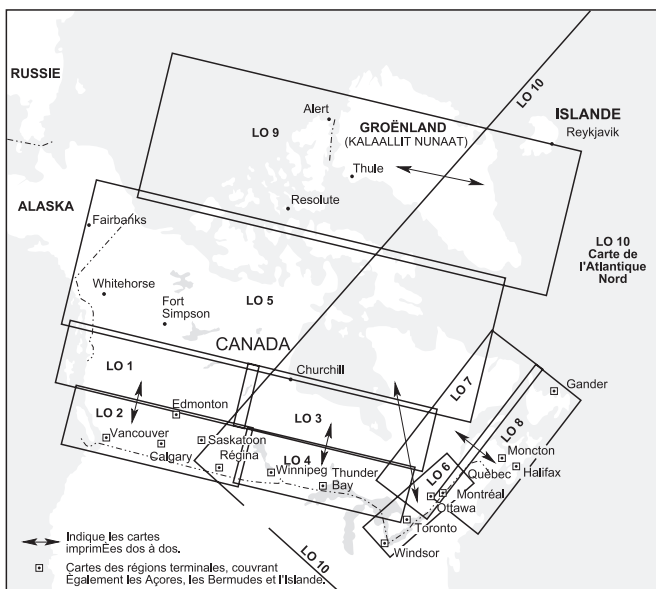 RUSSIE
LO 10
Alert
ISLANDE
LO 9
GROËNLAND
(KALAALLIT NUNAAT)
Reykjavik
Thule
ALASKA
Resolute
Fairbanks
LO 10
Carte de
l'Atlantique
Nord
Whitehorse
LO 5
Fort
Simpson
CANADA
LO 1
Churchill
LO 7
Gander
LO 2
Edmonton
LO 3
LO 8
Vancouver
Saskatoon
Calgary
Régina
LO 4
Winnipeg
Thunder
Bay
LO 6
Moncton
Quèbec
Halifax
Montréal
Ottawa
Toronto
Windsor
LO 10
Indique les cartes
imprimÈes dos à dos.
Cartes des régions terminales, couvrant
Également les Açores, les Bermudes et l'Islande.